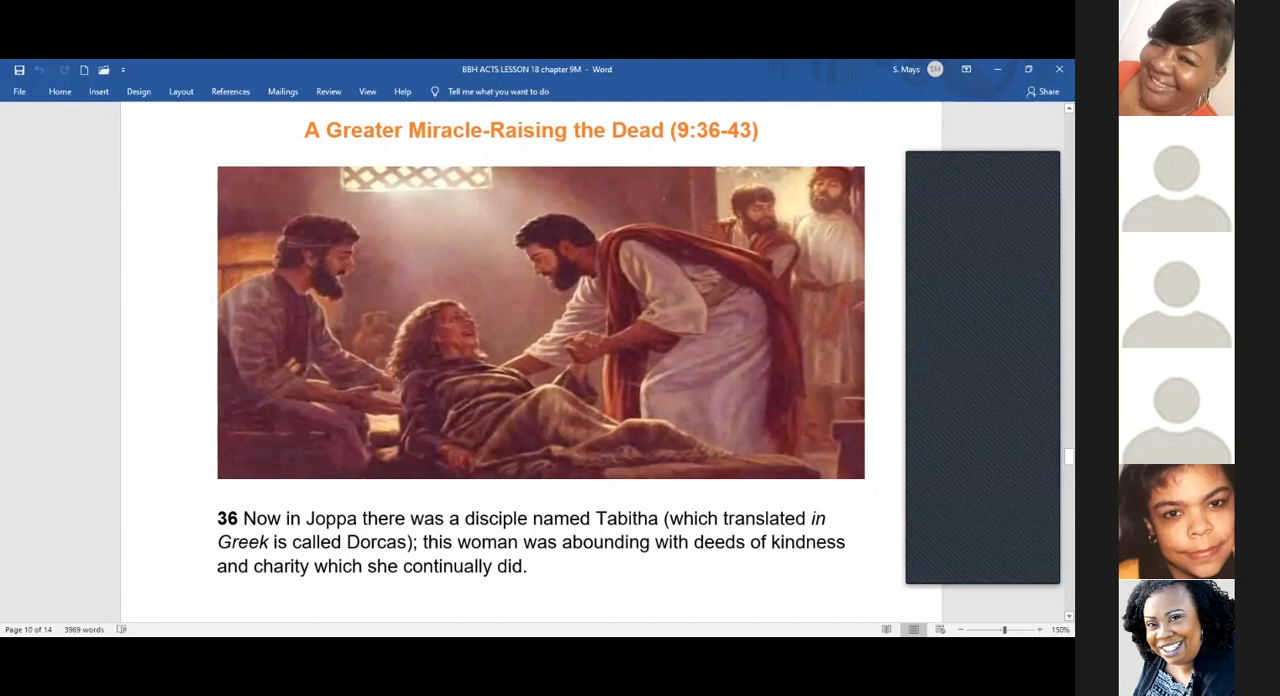 BBH ACTS LESSON 18 chapter 9M - Word
S. Mays SM
File Home Insert Design Layout References Mailings Review View Help Tell me what you want to do Share
A Greater Miracle-Raising the Dead (9:36-43)
36 Now in Joppa there was a disciple named Tabitha (which translated in
Greek is called Dorcas); this woman was abounding with deeds of kindness
and charity which she continually did.
Page 10 of 14 3969 words 150%